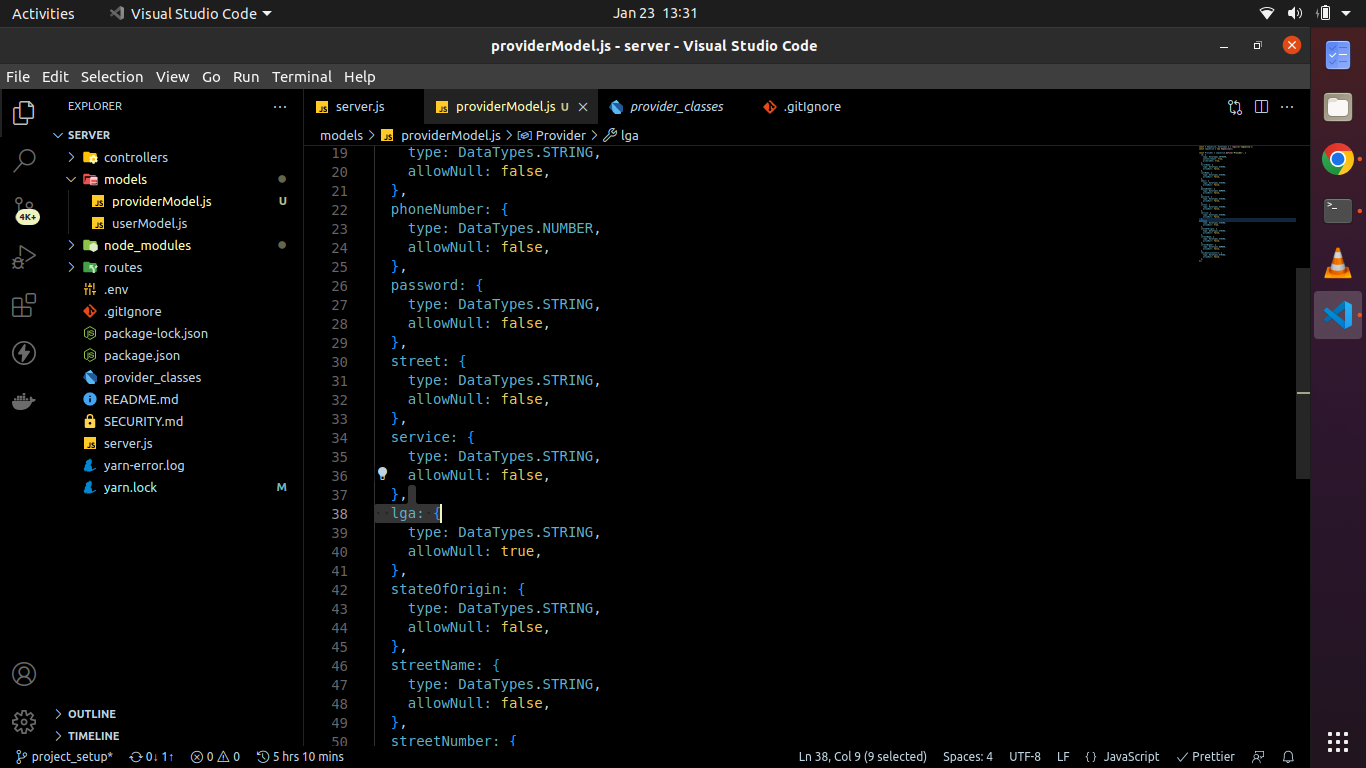 Activities
Visual Studio Code
Jan 23 13:31
providerModel.js - server - Visual Studio Code
File Edit Selection View Go Run Terminal Help
EXPLORER
SERVER
controllers
models
providerModel.js U
userModel.js
node_modules
routes
.env
.gitIgnore
package-lock.json
package.json
provider_classes
README.md
SECURITY.md
server.js
yarn-error.log
yarn.lock M
OUTLINE
TIMELINE
4K+
server.js
providerModel.js U
provider_classes
.gitIgnore
models > providerModel.js > Provider > lga
19 type: DataTypes.STRING,
20 allowNull: false,
21 },
22 phoneNumber: {
23 type: DataTypes.NUMBER,
24 allowNull: false,
25 },
26 password: {
27 type: DataTypes.STRING,
28 allowNull: false,
29 },
30 street: {
31 type: DataTypes.STRING,
32 allowNull: false,
33 },
34 service: {
35 type: DataTypes.STRING,
36 allowNull: false,
37 },
38 lga: {
39 type: DataTypes.STRING,
40 allowNull: true,
41 },
42 stateOfOrigin: {
43 type: DataTypes.STRING,
44 allowNull: false,
45 },
46 streetName: {
47 type: DataTypes.STRING,
48 allowNull: false,
49 },
50 streetNumber: {
project_setup* 0↓ 1↑ 0 0 5 hrs 10 mins
Ln 38, Col 9 (9 selected) Spaces: 4 UTF-8 LF {} JavaScript Prettier